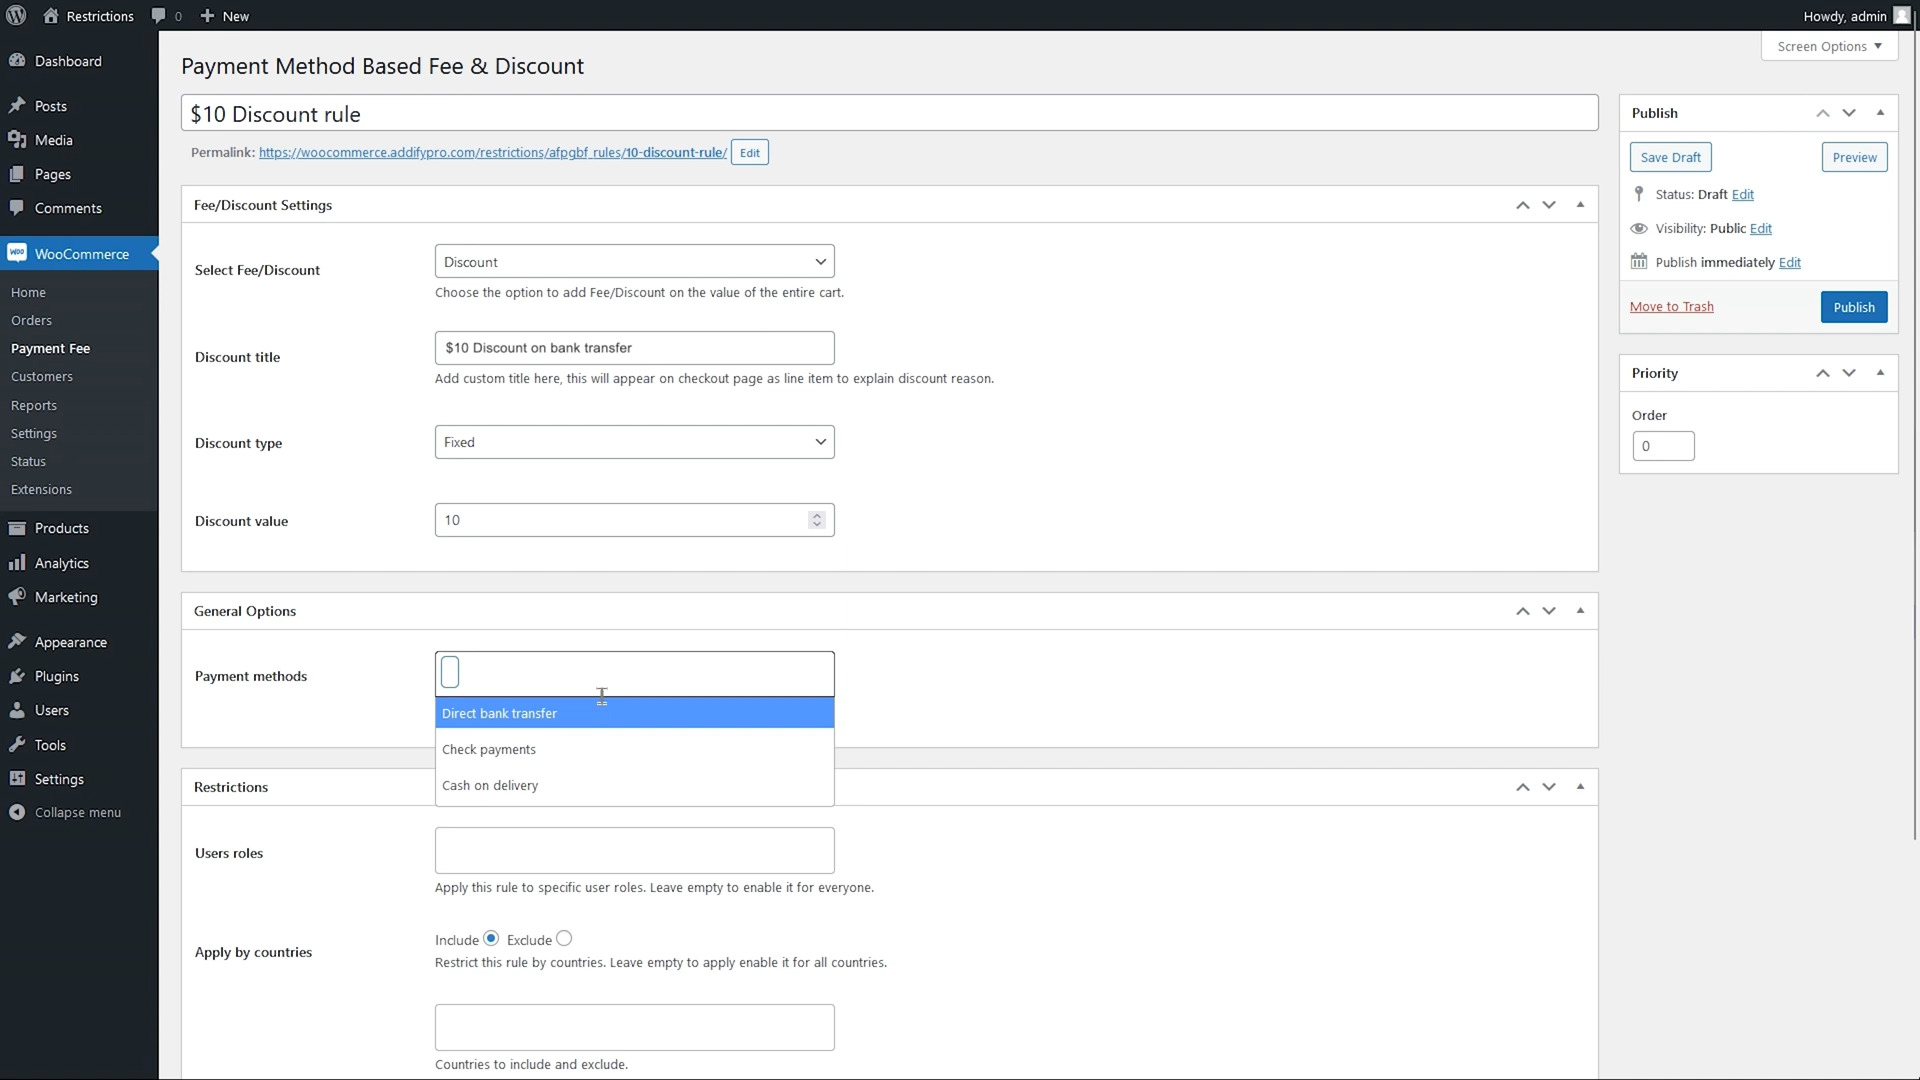 Restrictions
0
New
Howdy, admin
Screen Options
Dashboard
Posts
Media
Pages
Comments
WooCommerce
Home
Orders
Payment Fee
Customers
Reports
Settings
Status
Extensions
Products
Analytics
Marketing
Appearance
Plugins
Users
Tools
Settings
Collapse menu
Payment Method Based Fee & Discount
$10 Discount rule
Permalink: https://woocommerce.addifypro.com/restrictions/afpgbf_rules/10-discount-rule/ Edit
Fee/Discount Settings
Select Fee/Discount
Discount
Choose the option to add Fee/Discount on the value of the entire cart.
Discount title
$10 Discount on bank transfer
Add custom title here, this will appear on checkout page as line item to explain discount reason.
Discount type
Fixed
Discount value
10
General Options
Payment methods
Direct bank transfer
Check payments
Cash on delivery
Restrictions
Users roles
Apply this rule to specific user roles. Leave empty to enable it for everyone.
Apply by countries
Include Exclude
Restrict this rule by countries. Leave empty to apply enable it for all countries.
Countries to include and exclude.
Publish
Save Draft
Preview
Status: Draft Edit
Visibility: Public Edit
Publish immediately Edit
Move to Trash
Publish
Priority
Order
0